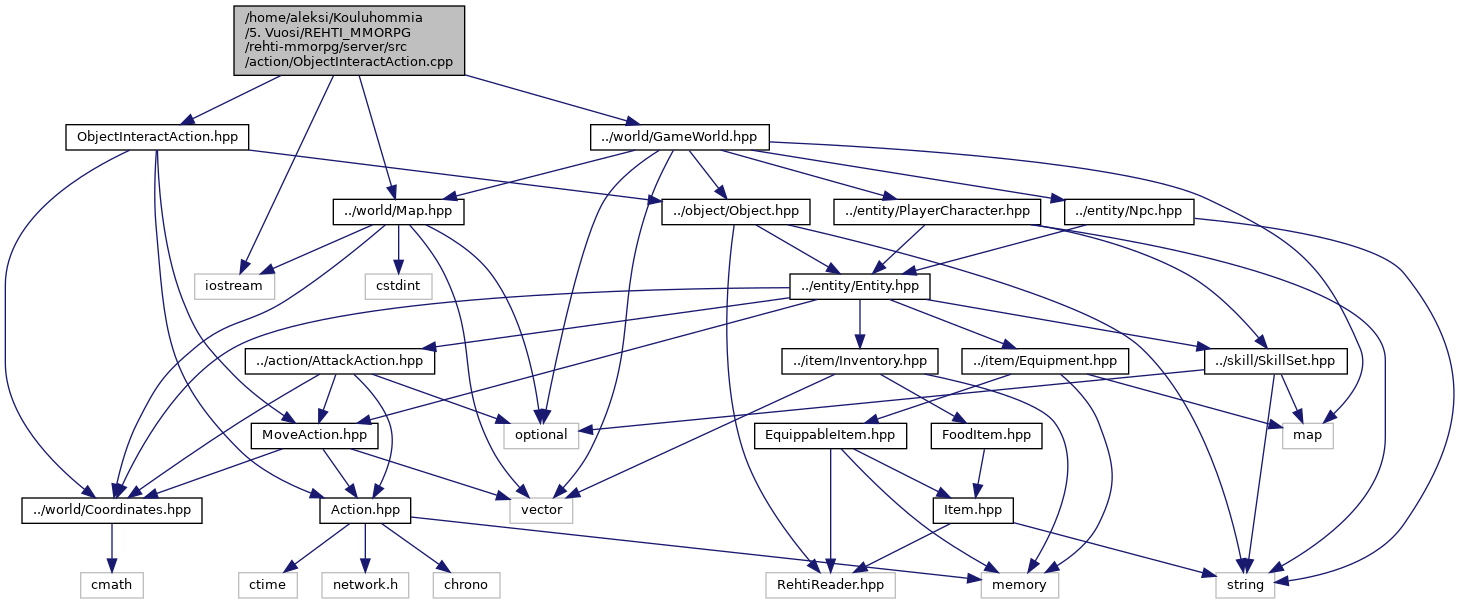 /home/aleksi/Kouluhommia
/5. Vuosi/REHTI_MMORPG
/rehti-mmorpg/server/src
/action/ObjectInteractAction.cpp
ObjectInteractAction.hpp
../world/GameWorld.hpp
../world/Map.hpp
../object/Object.hpp
../entity/PlayerCharacter.hpp
../entity/Npc.hpp
iostream
cstdint
../entity/Entity.hpp
../action/AttackAction.hpp
../item/Inventory.hpp
../item/Equipment.hpp
../skill/SkillSet.hpp
MoveAction.hpp
optional
EquippableItem.hpp
FoodItem.hpp
map
../world/Coordinates.hpp
Action.hpp
vector
Item.hpp
cmath
ctime
network.h
chrono
RehtiReader.hpp
memory
string